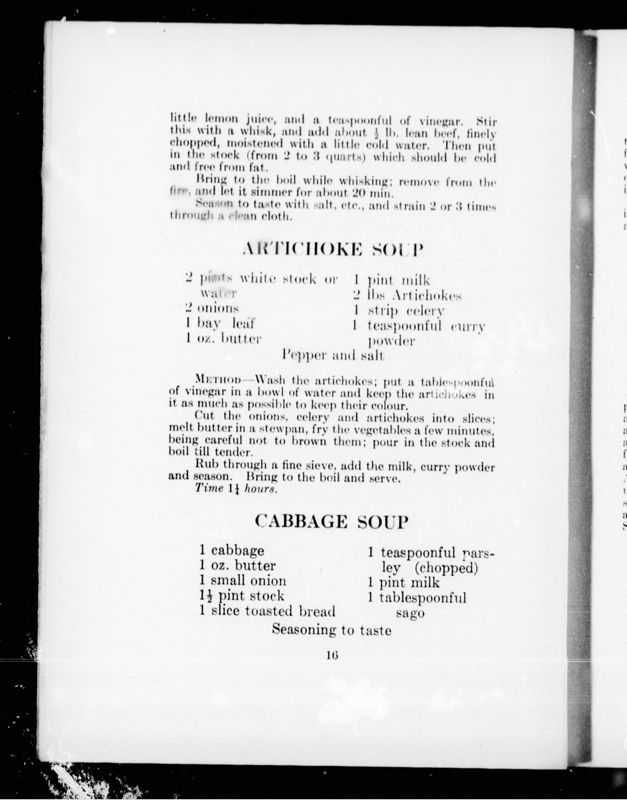 little lemon juice, and a teaspoonful of vinegar. Stir
this with a whisk, and add about ½ lb. lean beef, finely
chopped, moistened with a little cold water. Then put
in the stock (from 2 to 3 quarts) which should be cold
and free from fat.
Bring to the boil while whisking; remove from the
fire, and let it simmer for about 20 min.
Season to taste with salt, etc., and strain 2 or 3 times
through a clean cloth.
ARTICHOKE SOUP
2 pints white stock or
water
2 onions
1 bay leaf
1 oz. butter
1 pint milk
2 lbs Artichokes
1 strip celery
1 teaspoonful curry
powder
Pepper and salt
METHOD—Wash the artichokes; put a tablespoonful
of vinegar in a bowl of water and keep the artichokes in
it as much as possible to keep their colour.
Cut the onions, celery and artichokes into slices;
melt butter in a stewpan, fry the vegetables a few minutes,
being careful not to brown them; pour in the stock and
boil till tender.
Rub through a fine sieve, add the milk, curry powder
and season. Bring to the boil and serve.
Time 1¼ hours.
CABBAGE SOUP
1 cabbage
1 oz. butter
1 small onion
1½ pint stock
1 slice toasted bread
1 teaspoonful pars-
ley (chopped)
1 pint milk
1 tablespoonful
sago
Seasoning to taste
16